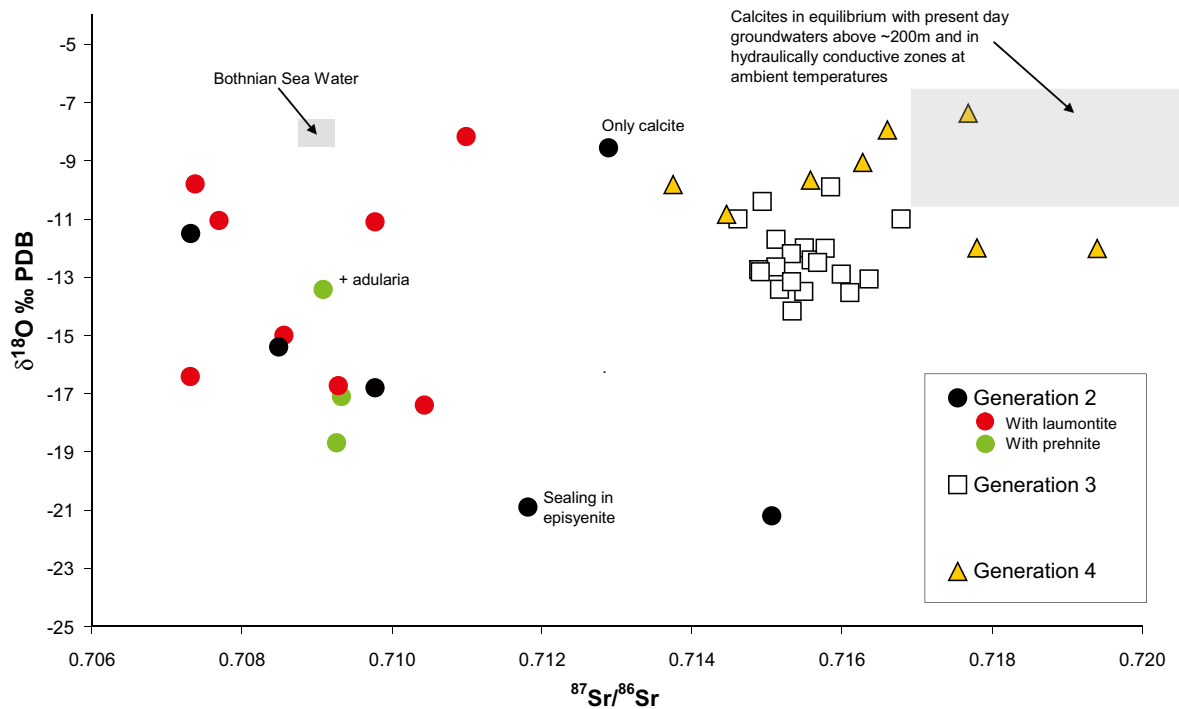 Calcites in equilibrium with present day
groundwaters above ~200m and in
hydraulically conductive zones at
ambient temperatures
Bothnian Sea Water
Only calcite
+ adularia
Sealing in
episyenite
-5
-7
-9
-11
-13
-15
-17
-19
-21
-23
-25
δ¹⁸O ‰ PDB
0.706
0.708
0.710
0.712
0.714
0.716
0.718
0.720
⁸⁷Sr/⁸⁶Sr
Generation 2
With laumontite
With prehnite
Generation 3
Generation 4